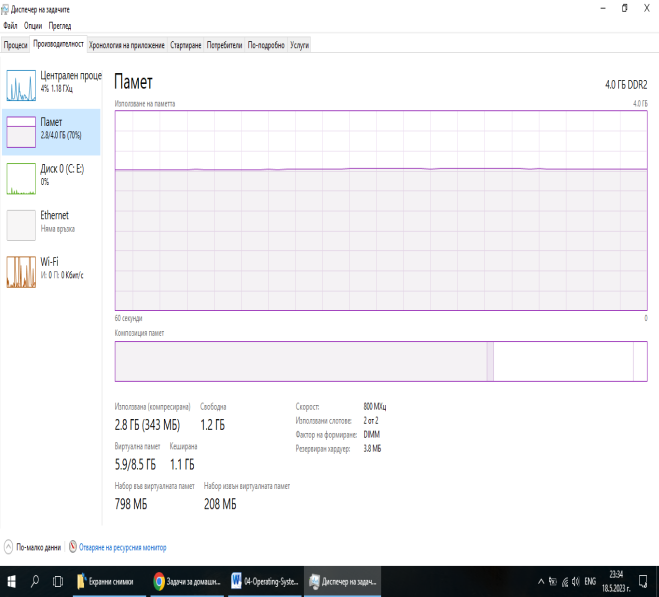 Диспечер на задачите
Файл Опции Преглед
Процеси Производителност Хронология на приложение Стартиране Потребители По-подробно Услуги
Централен проце
4% 1.18 ГХц
Памет
2.8/4.0 ГБ (70%)
Диск 0 (C: E:)
0%
Ethernet
Няма връзка
Wi-Fi
И: 0 П: 0 Кбит/с
Памет
4.0 ГБ DDR2
Използване на паметта
4.0 ГБ
60 секунди
0
Композиция памет
Използвана (компресирана) Свободна
2.8 ГБ (343 МБ) 1.2 ГБ
Виртуална памет Кеширана
5.9/8.5 ГБ 1.1 ГБ
Набор във виртуалната памет Набор извън виртуалната памет
798 МБ 208 МБ
Скорост: 800 МХц
Използвани слотове: 2 от 2
Фактор на формиране: DIMM
Резервиран хардуер: 3.8 МБ
По-малко данни Отваряне на ресурсния монитор
Екранни снимки Задачи за домашн... 04-Operating-Syste... Диспечер на задач... ENG
23:34
18.5.2023 г.